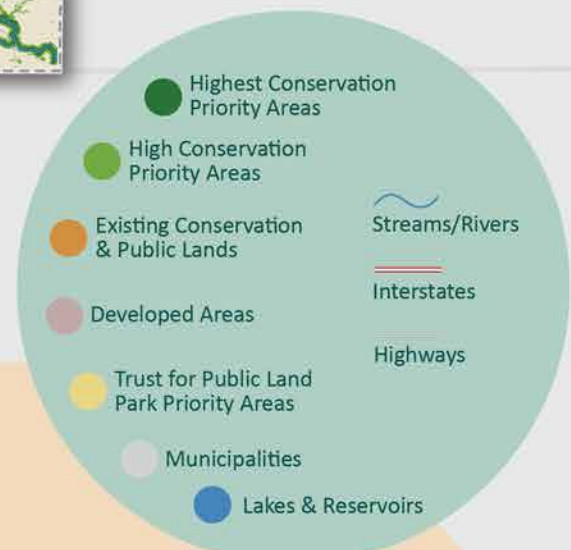 Highest Conservation
Priority Areas
High Conservation
Priority Areas
Existing Conservation
& Public Lands
Developed Areas
Trust for Public Land
Park Priority Areas
Municipalities
Lakes & Reservoirs
Streams/Rivers
Interstates
Highways